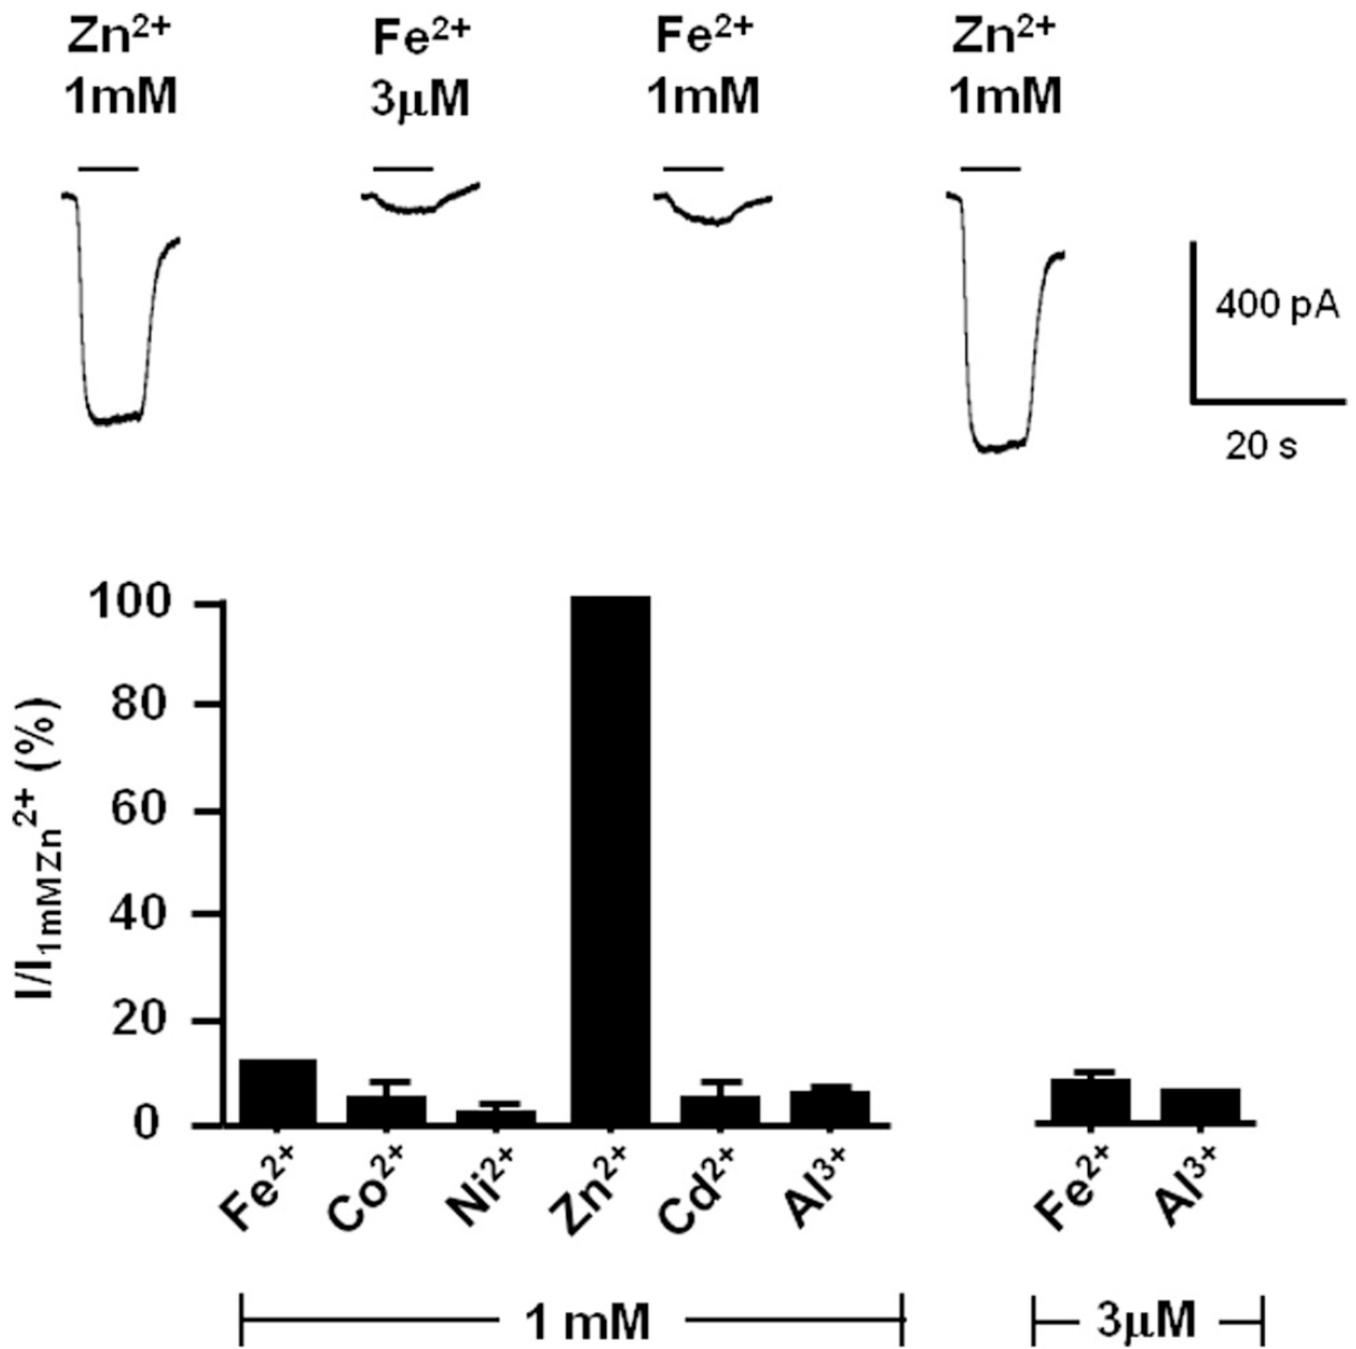 Zn²⁺ Fe²⁺ Fe²⁺ Zn²⁺
1mM 3μM 1mM 1mM
400 pA
20 s
I/I₁mMZn²⁺ (%)
100
80
60
40
20
0
Fe²⁺ Co²⁺ Ni²⁺ Zn²⁺ Cd²⁺ Al³⁺ Fe²⁺ Al³⁺
1 mM 3μM